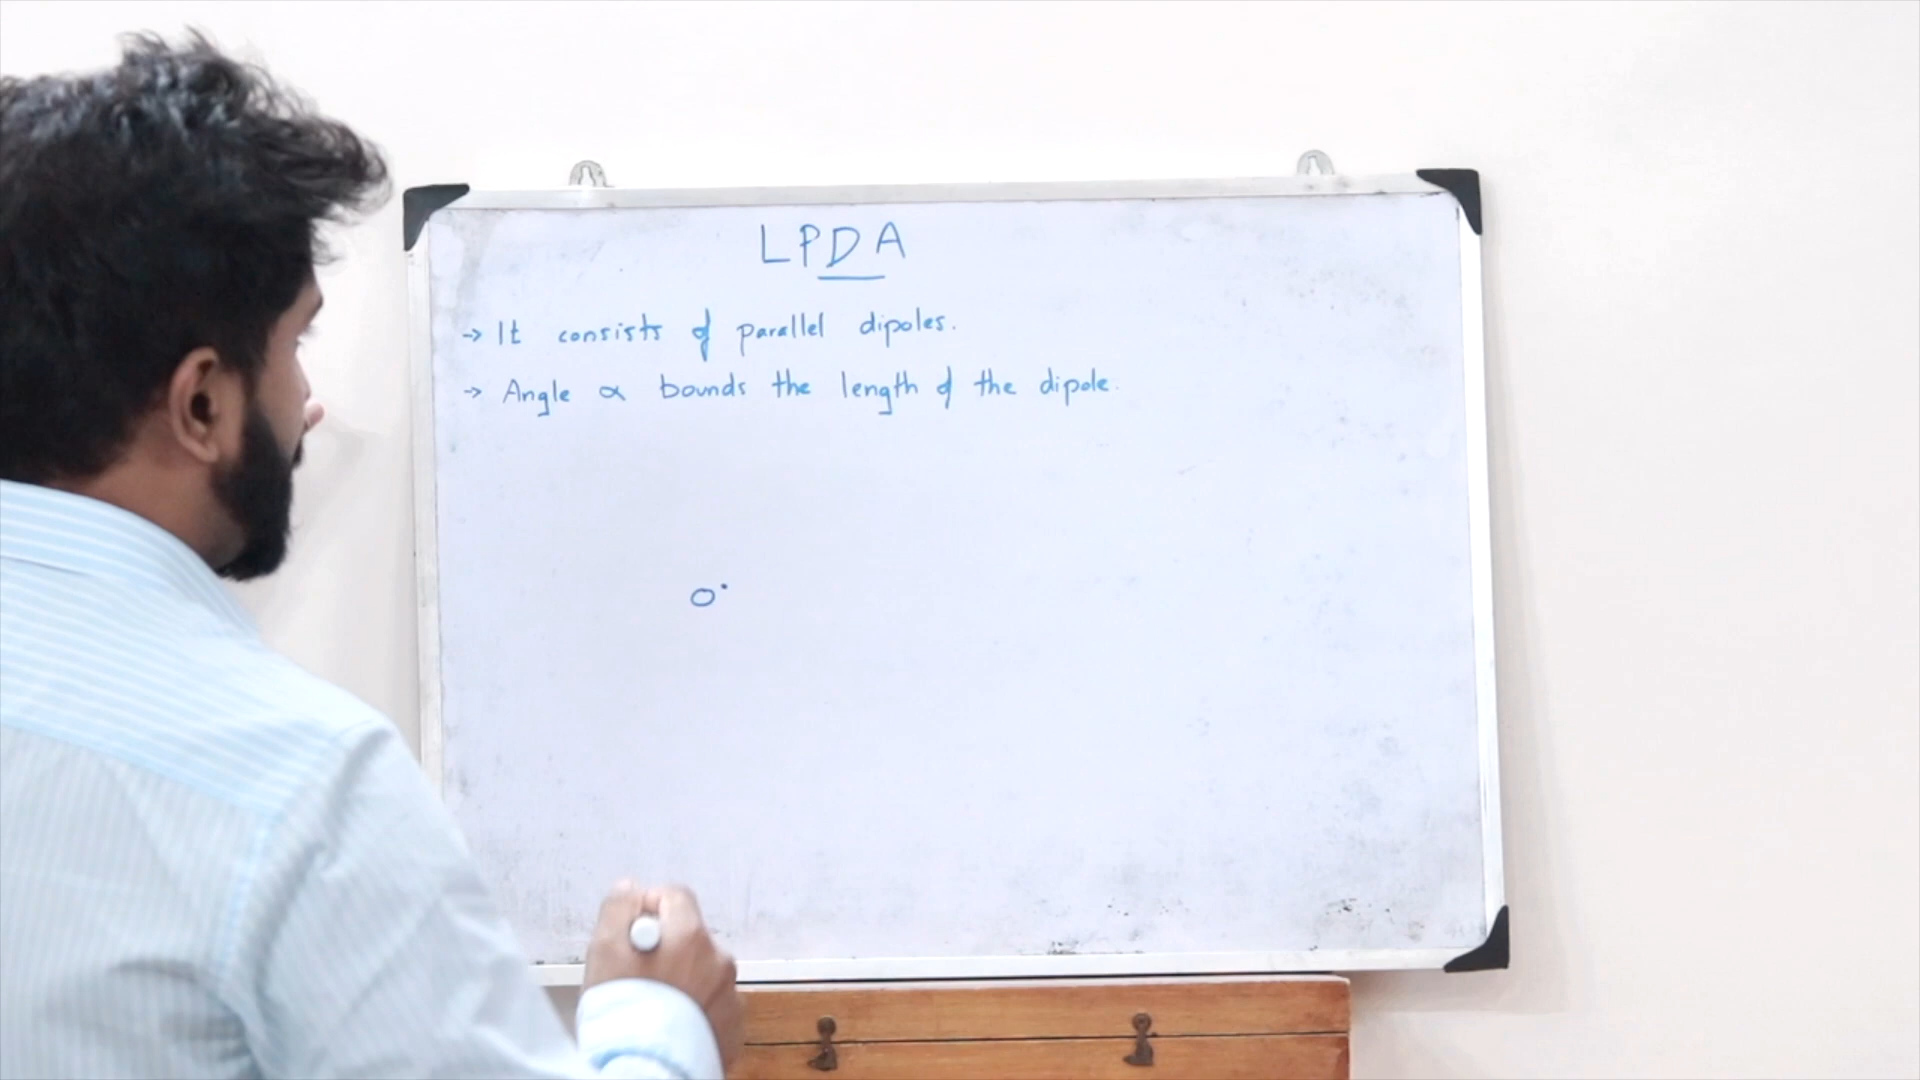 LPDA
→ It consists of parallel dipoles.
→ Angle ∝ bounds the length of the dipole.
O